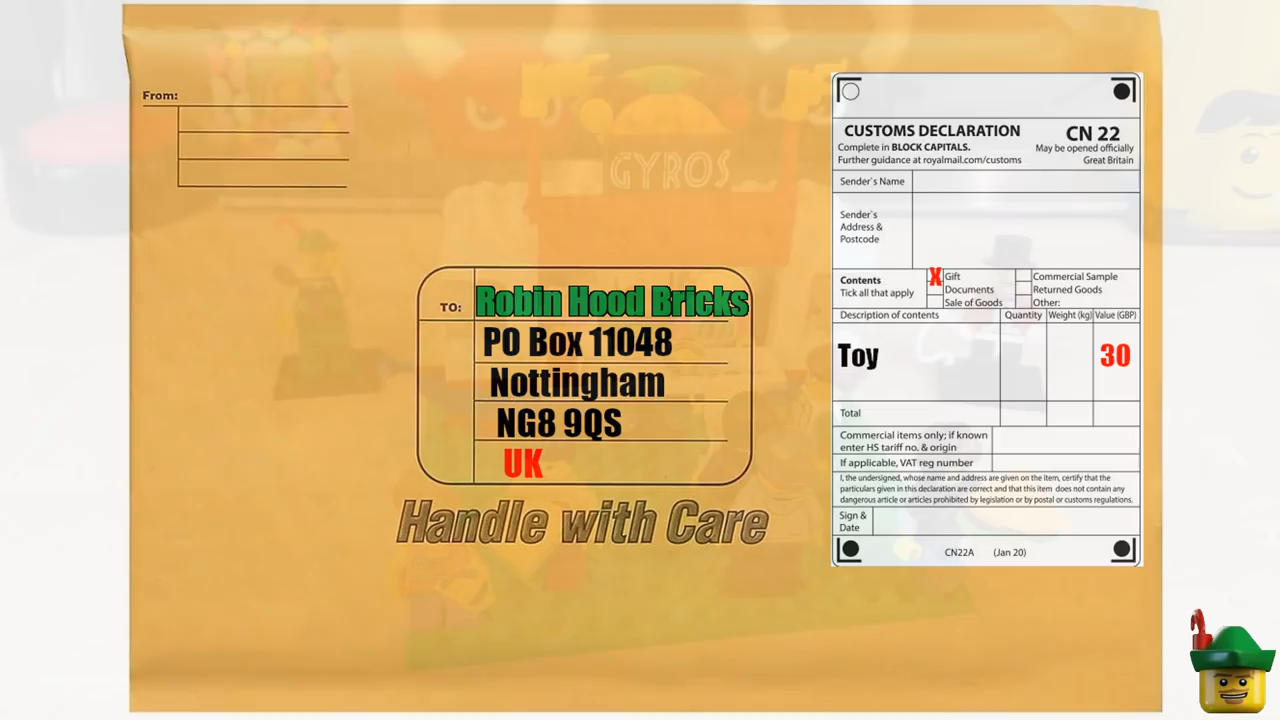 From:
GYROS
TO: Robin Hood Bricks
PO Box 11048
Nottingham
NG8 9QS
UK
Handle with Care
CUSTOMS DECLARATION CN 22
Complete in BLOCK CAPITALS. May be opened officially
Further guidance at royalmail.com/customs Great Britain
Sender`s Name
Sender`s
Address &
Postcode
Contents
Tick all that apply
X Gift
Documents
Sale of Goods
Commercial Sample
Returned Goods
Other:
Description of contents Quantity Weight (kg) Value (GBP)
Toy 30
Total
Commercial items only; if known
enter HS tariff no. & origin
If applicable, VAT reg number
I, the undersigned, whose name and address are given on the item, certify that the
particulars given in this declaration are correct and that this item does not contain any
dangerous article or articles prohibited by legislation or by postal or customs regulations.
Sign &
Date
CN22A (Jan 20)